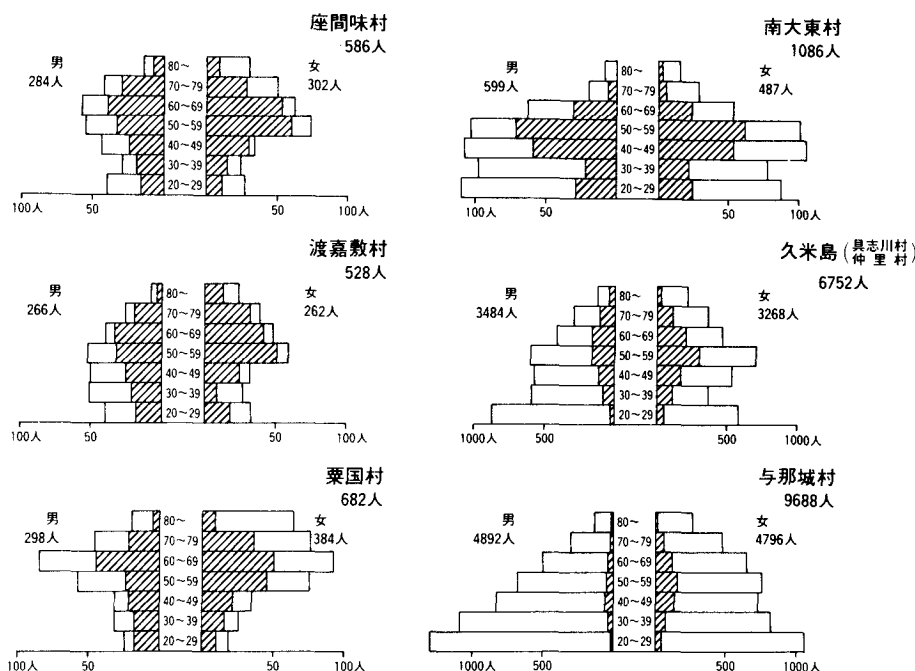 座間味村
586人
男
284人
女
302人
80～
70～79
60～69
50～59
40～49
30～39
20～29
100人 50 50 100人
南大東村
1086人
男
599人
女
487人
80～
70～79
60～69
50～59
40～49
30～39
20～29
100人 50 50 100人
渡嘉敷村
528人
男
266人
女
262人
80～
70～79
60～69
50～59
40～49
30～39
20～29
100人 50 50 100人
久米島(具志川村 仲里村)
6752人
男
3484人
女
3268人
80～
70～79
60～69
50～59
40～49
30～39
20～29
1000人 500 500 1000人
粟国村
682人
男
298人
女
384人
80～
70～79
60～69
50～59
40～49
30～39
20～29
100人 50 50 100人
与那城村
9688人
男
4892人
女
4796人
80～
70～79
60～69
50～59
40～49
30～39
20～29
1000人 500 500 1000人